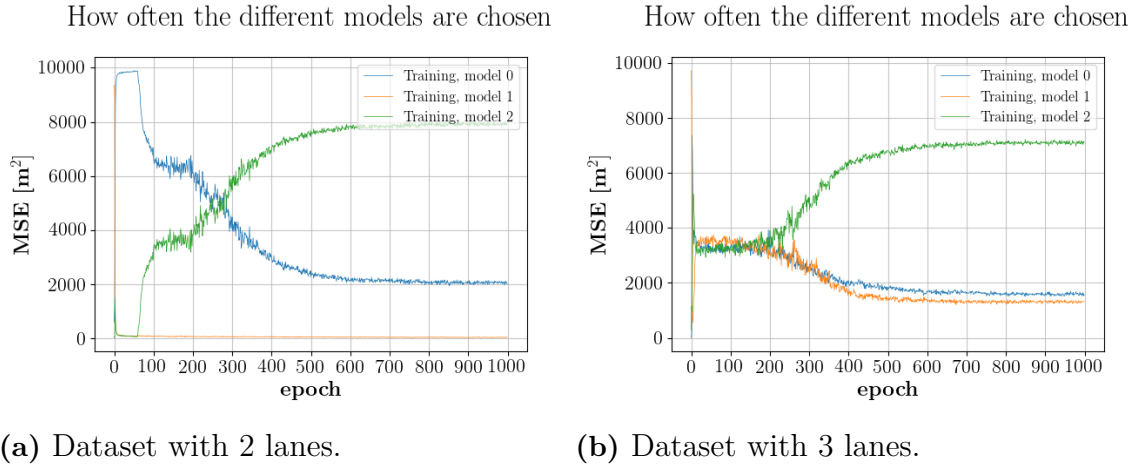 How often the different models are chosen
10000
8000
6000
4000
2000
0
MSE [m²]
Training, model 0
Training, model 1
Training, model 2
0 100 200 300 400 500 600 700 800 900 1000
epoch
(a) Dataset with 2 lanes.
How often the different models are chosen
10000
8000
6000
4000
2000
0
MSE [m²]
Training, model 0
Training, model 1
Training, model 2
0 100 200 300 400 500 600 700 800 900 1000
epoch
(b) Dataset with 3 lanes.